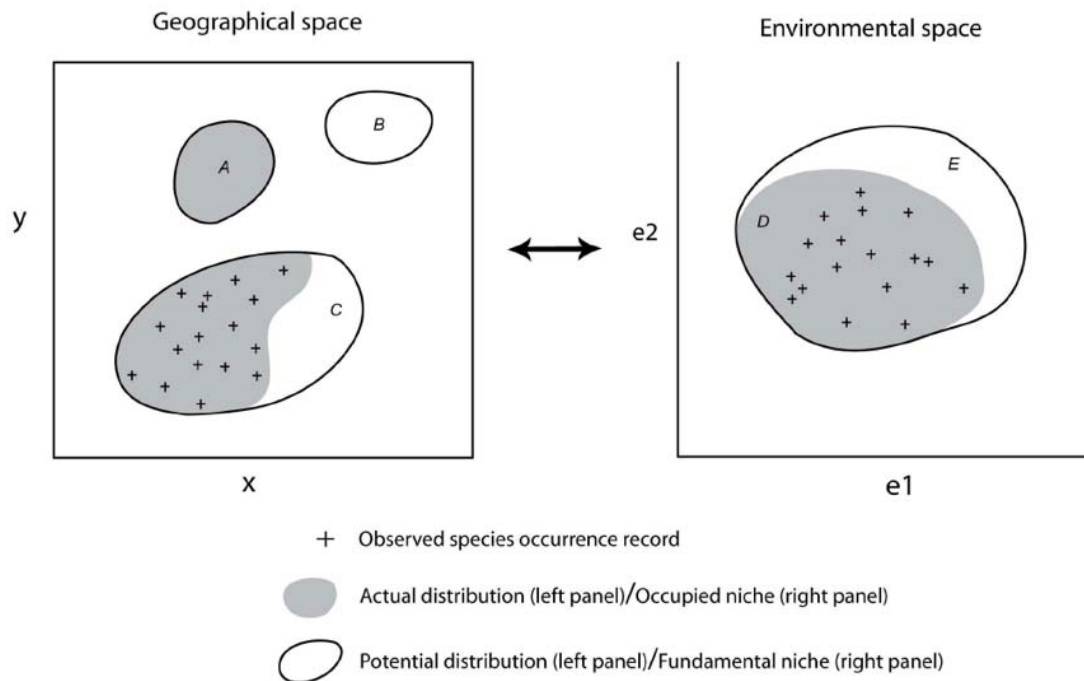 Geographical space
Environmental space
A
B
C
y
x
D
E
e2
e1
+ Observed species occurrence record
Actual distribution (left panel)/Occupied niche (right panel)
Potential distribution (left panel)/Fundamental niche (right panel)